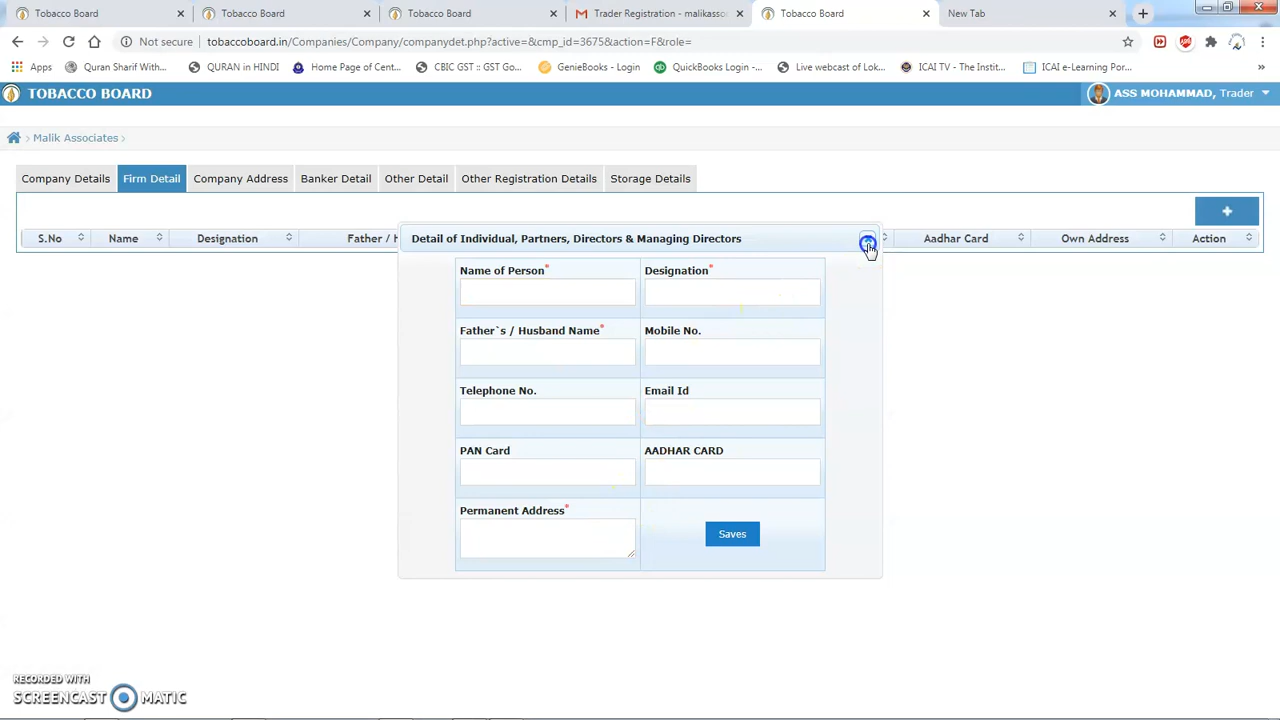 Tobacco Board Tobacco Board Tobacco Board Trader Registration - malikasso Tobacco Board New Tab
Not secure tobaccoboard.in/Companies/Company/companydet.php?active=&cmp_id=3675&action=F&role=
Apps Quran Sharif With... QURAN in HINDI Home Page of Cent... CBIC GST :: GST Go... GenieBooks - Login QuickBooks Login -... Live webcast of Lok... ICAI TV - The Instit... ICAI e-Learning Por... »
TOBACCO BOARD ASS MOHAMMAD, Trader
Malik Associates
Company Details Firm Detail Company Address Banker Detail Other Detail Other Registration Details Storage Details
+
S.No Name Designation Father / H Detail of Individual, Partners, Directors & Managing Directors Aadhar Card Own Address Action
Name of Person* Designation*
Father`s / Husband Name* Mobile No.
Telephone No. Email Id
PAN Card AADHAR CARD
Permanent Address*
Saves
RECORDED WITH
SCREENCAST MATIC